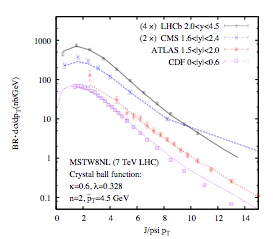 (4 ×) LHCb 2.0<y<4.5
(2 ×) CMS 1.6<|y|<2.4
ATLAS 1.5<|y|<2.0
CDF 0<|y|<0.6
1000
100
10
1
0.1
BR·dσ/dp_T(nb/GeV)
MSTW8NL (7 TeV LHC)
Crystal ball function:
κ=0.6, λ=0.328
n=2, p̄_T=4.5 GeV
0 2 4 6 8 10 12 14
J/psi p_T